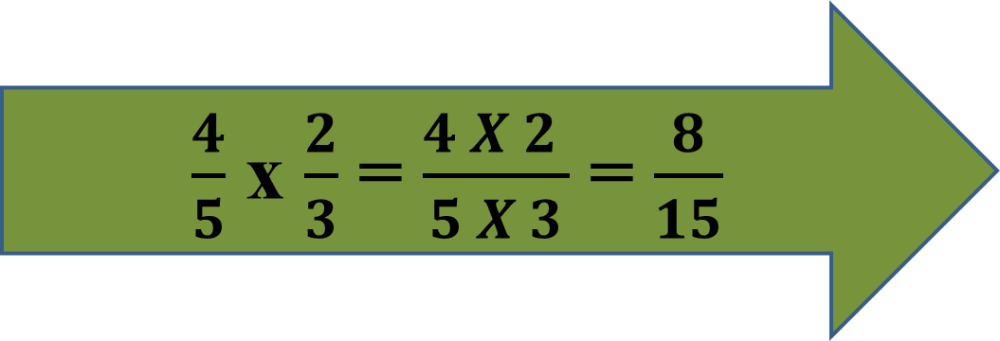 4/5 x 2/3 = 4 X 2/5 X 3 = 8/15